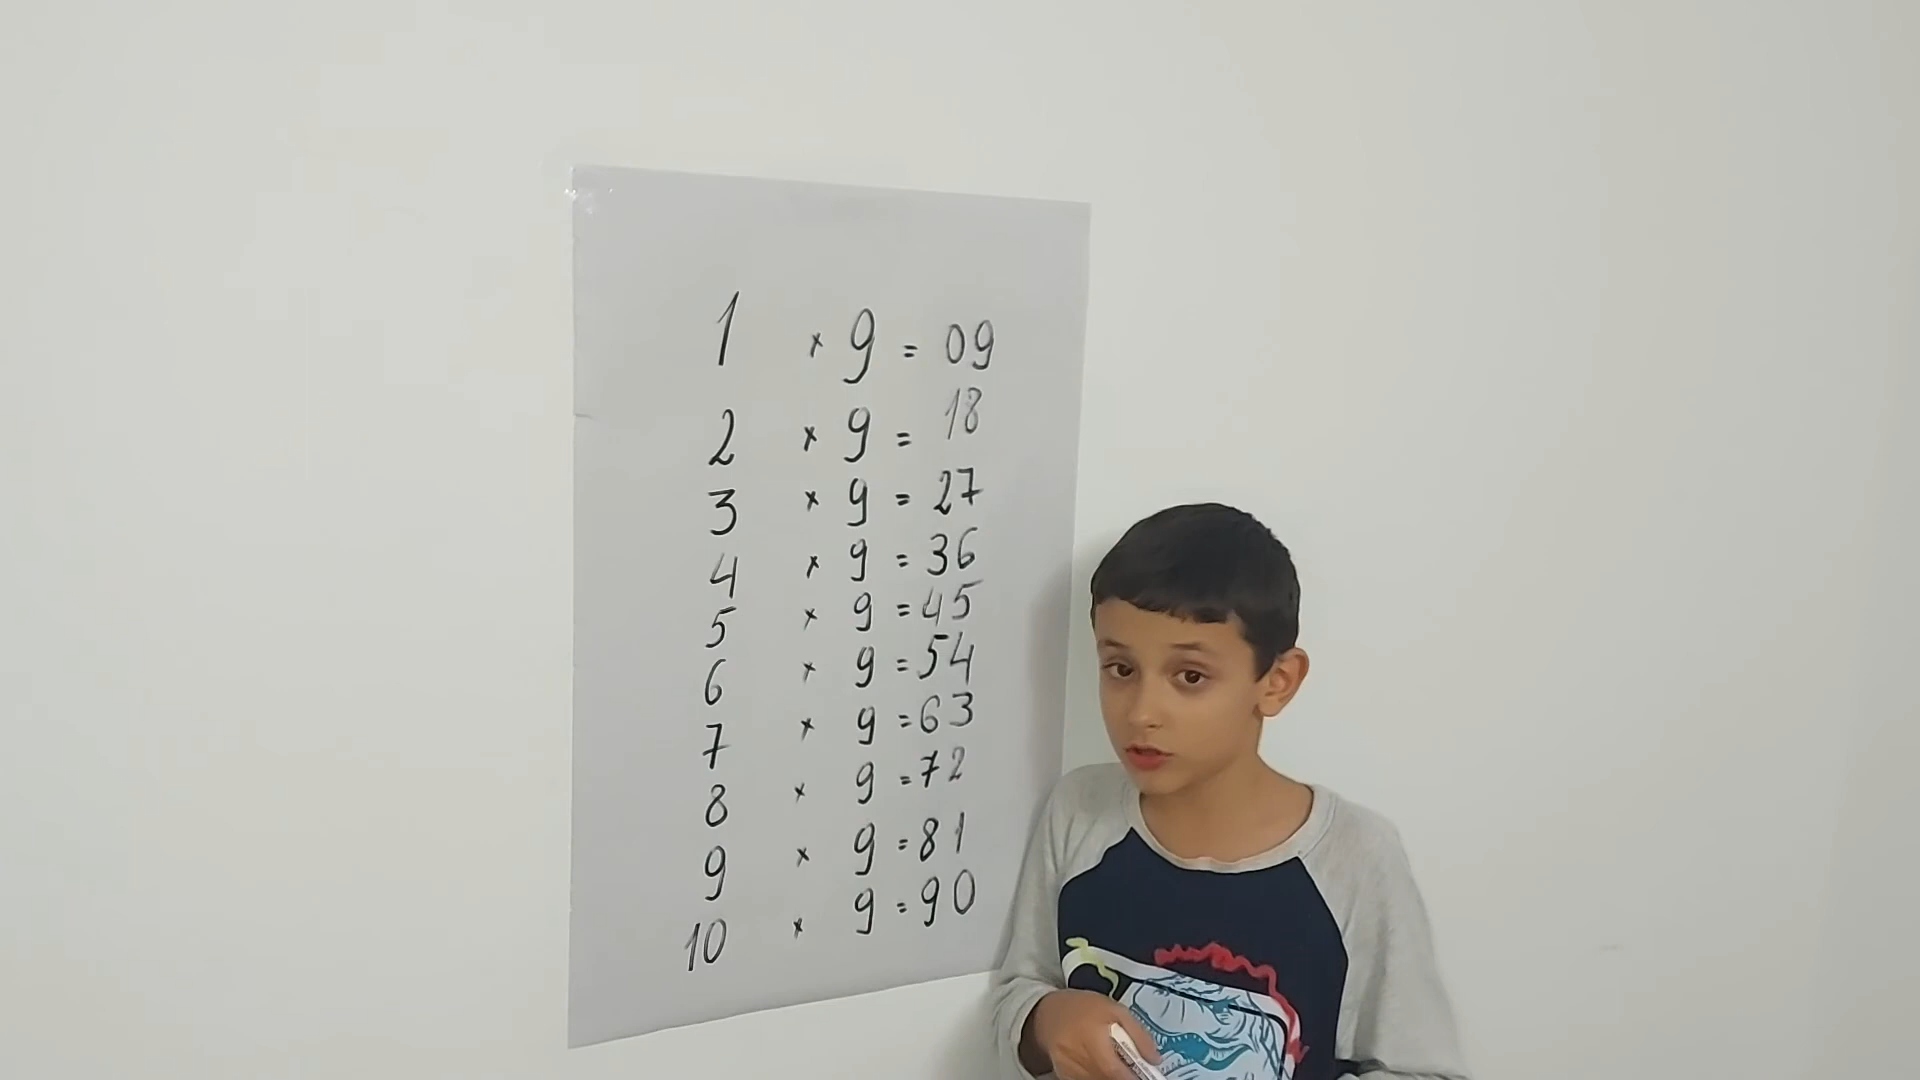 1 × 9 = 09
2 × 9 = 18
3 × 9 = 27
4 × 9 = 36
5 × 9 = 45
6 × 9 = 54
7 × 9 = 63
8 × 9 = 72
9 × 9 = 81
10 × 9 = 90